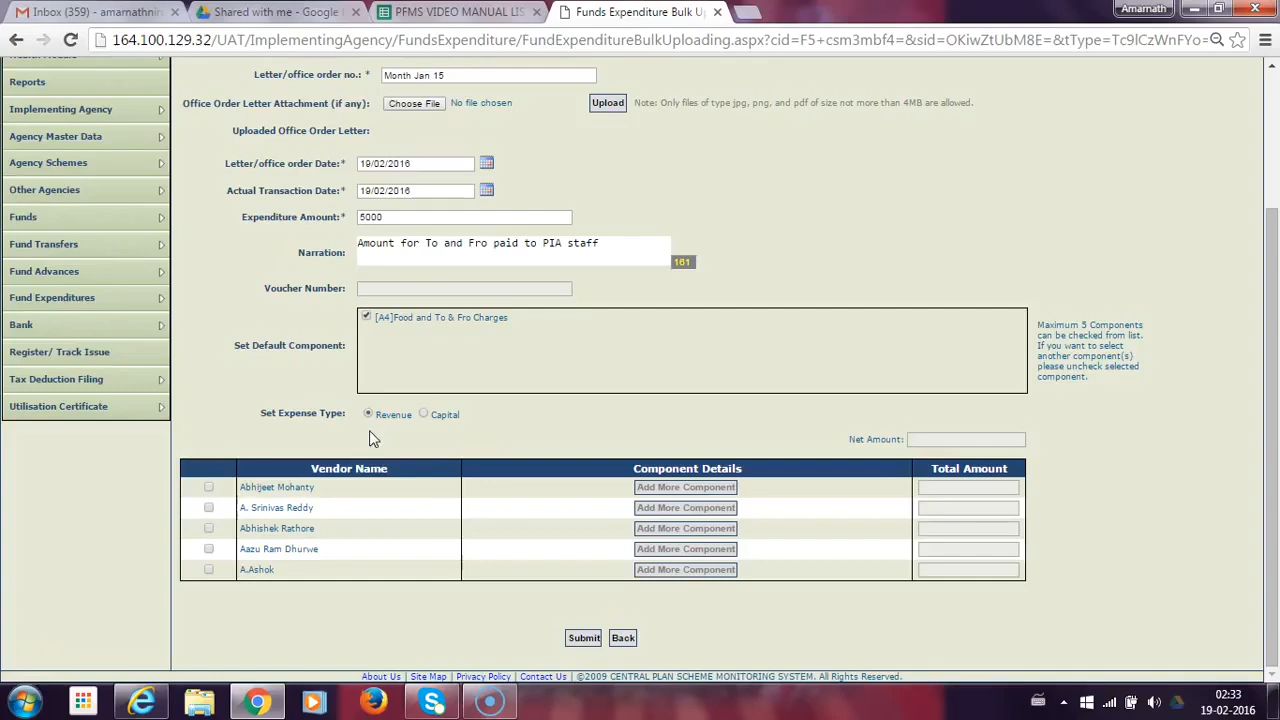 Inbox (359) - amarnathnin
Shared with me - Google
PFMS VIDEO MANUAL LIS
Funds Expenditure Bulk Up
Amarnath
164.100.129.32/UAT/ImplementingAgency/FundsExpenditure/FundExpenditureBulkUploading.aspx?cid=F5+csm3mbf4=&sid=OKiwZtUbM8E=&tType=Tc9lCzWnFYo=
Reports
Implementing Agency
Agency Master Data
Agency Schemes
Other Agencies
Funds
Fund Transfers
Fund Advances
Fund Expenditures
Bank
Register/ Track Issue
Tax Deduction Filing
Utilisation Certificate
Letter/office order no.: * Month Jan 15
Office Order Letter Attachment (if any): Choose File No file chosen Upload Note: Only files of type jpg, png, and pdf of size not more than 4MB are allowed.
Uploaded Office Order Letter:
Letter/office order Date:* 19/02/2016
Actual Transaction Date:* 19/02/2016
Expenditure Amount:* 5000
Narration: Amount for To and Fro paid to PIA staff
161
Voucher Number:
Set Default Component: [A4]Food and To & Fro Charges
Maximum 5 Components
can be checked from list.
If you want to select
another component(s)
please uncheck selected
component.
Set Expense Type: Revenue Capital
Net Amount:
Vendor Name Component Details Total Amount
Abhijeet Mohanty Add More Component
A. Srinivas Reddy Add More Component
Abhishek Rathore Add More Component
Aazu Ram Dhurwe Add More Component
A.Ashok Add More Component
Submit Back
About Us | Site Map | Privacy Policy | Contact Us | ©2009 CENTRAL PLAN SCHEME MONITORING SYSTEM. All Rights Reserved.
02:33
19-02-2016